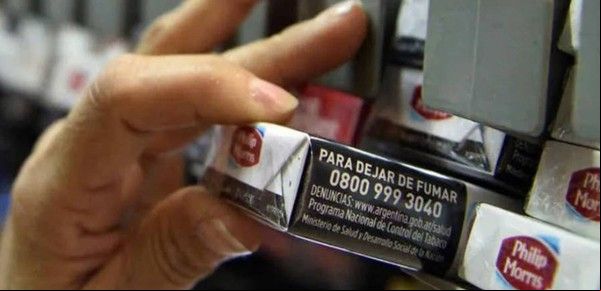 PARA DEJAR DE FUMAR
0800 999 3040
DENUNCIAS: www.argentina.gob.ar/salud
Programa Nacional de Control del Tabaco
Ministerio de Salud y Desarrollo Social de la Nación
Philip
Morris
Philip
Morris